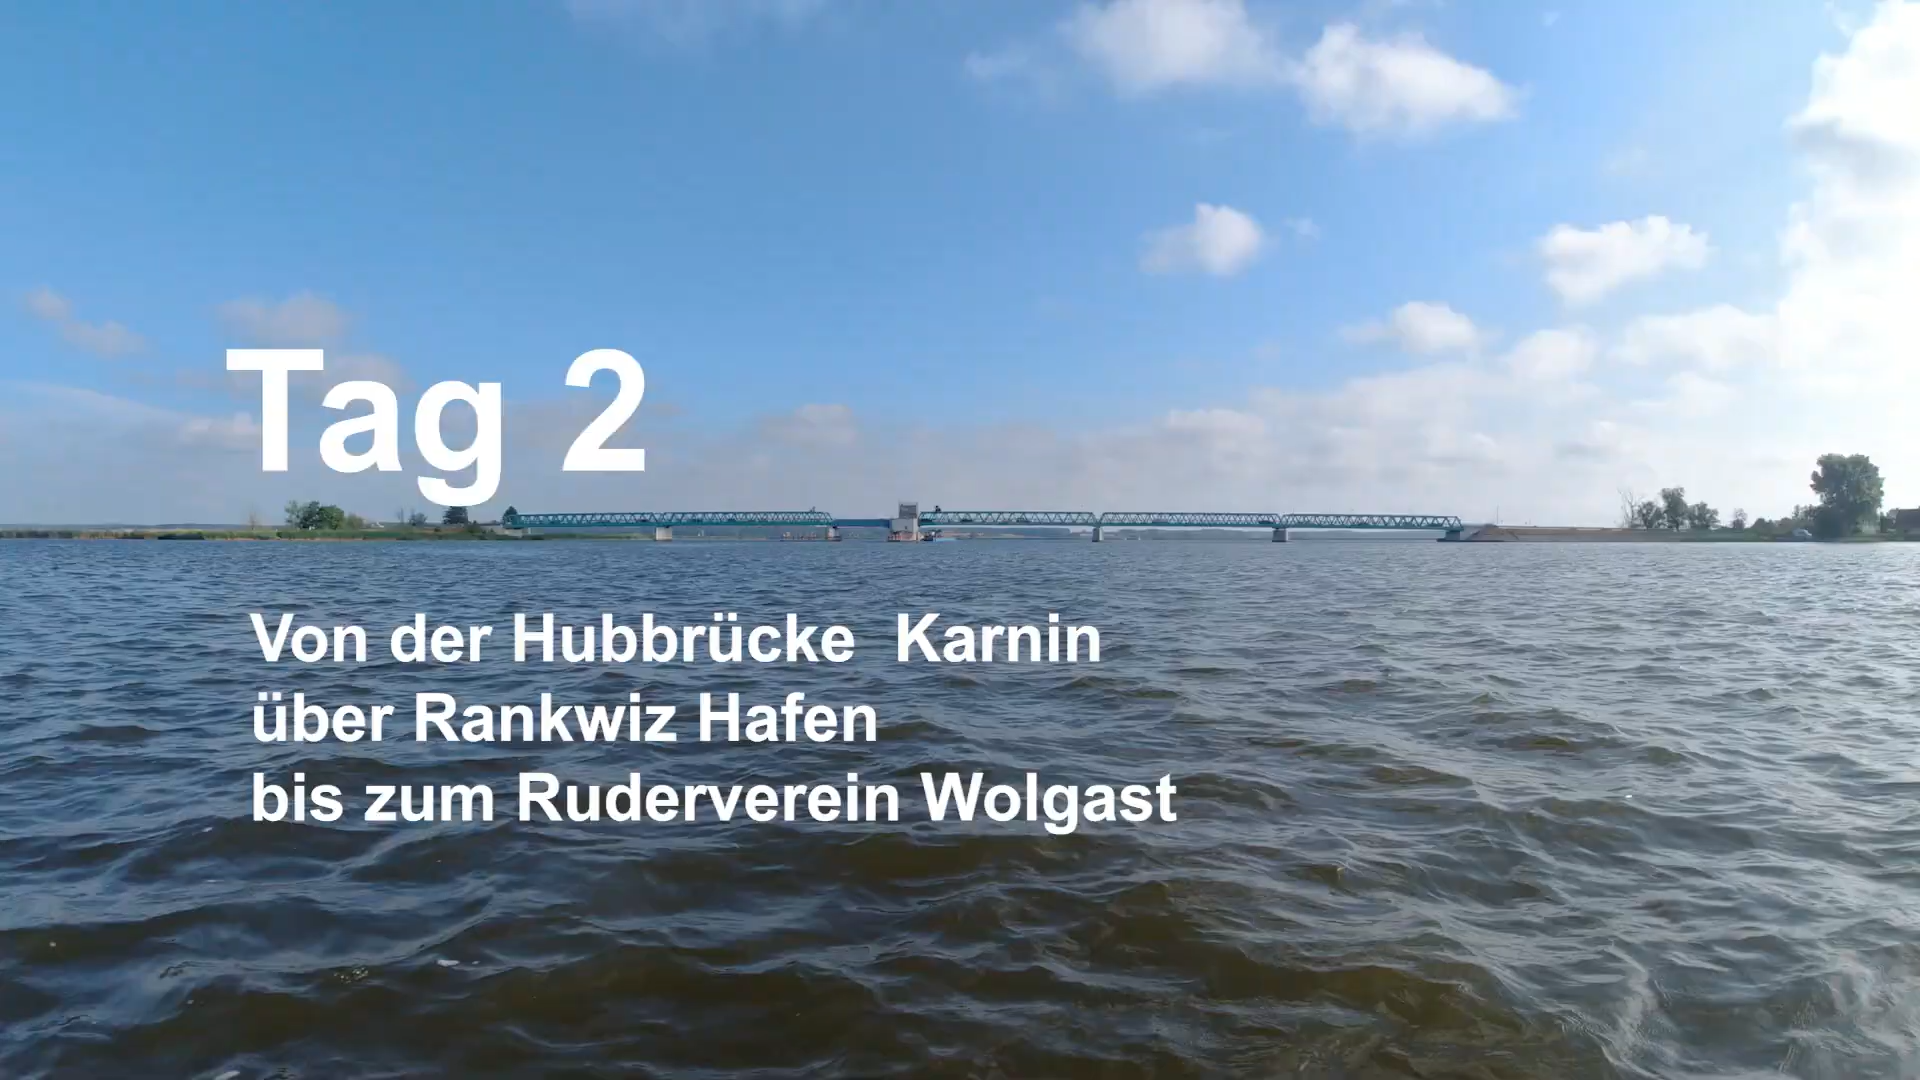 Tag 2
Von der Hubbrücke  Karnin
über Rankwiz Hafen
bis zum Ruderverein Wolgast